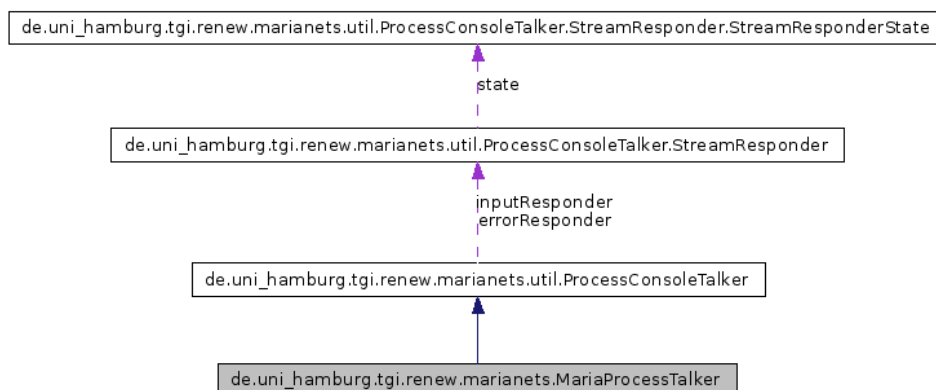 de.uni_hamburg.tgi.renew.marianets.util.ProcessConsoleTalker.StreamResponder.StreamResponderState
state
de.uni_hamburg.tgi.renew.marianets.util.ProcessConsoleTalker.StreamResponder
inputResponder
errorResponder
de.uni_hamburg.tgi.renew.marianets.util.ProcessConsoleTalker
de.uni_hamburg.tgi.renew.marianets.MariaProcessTalker